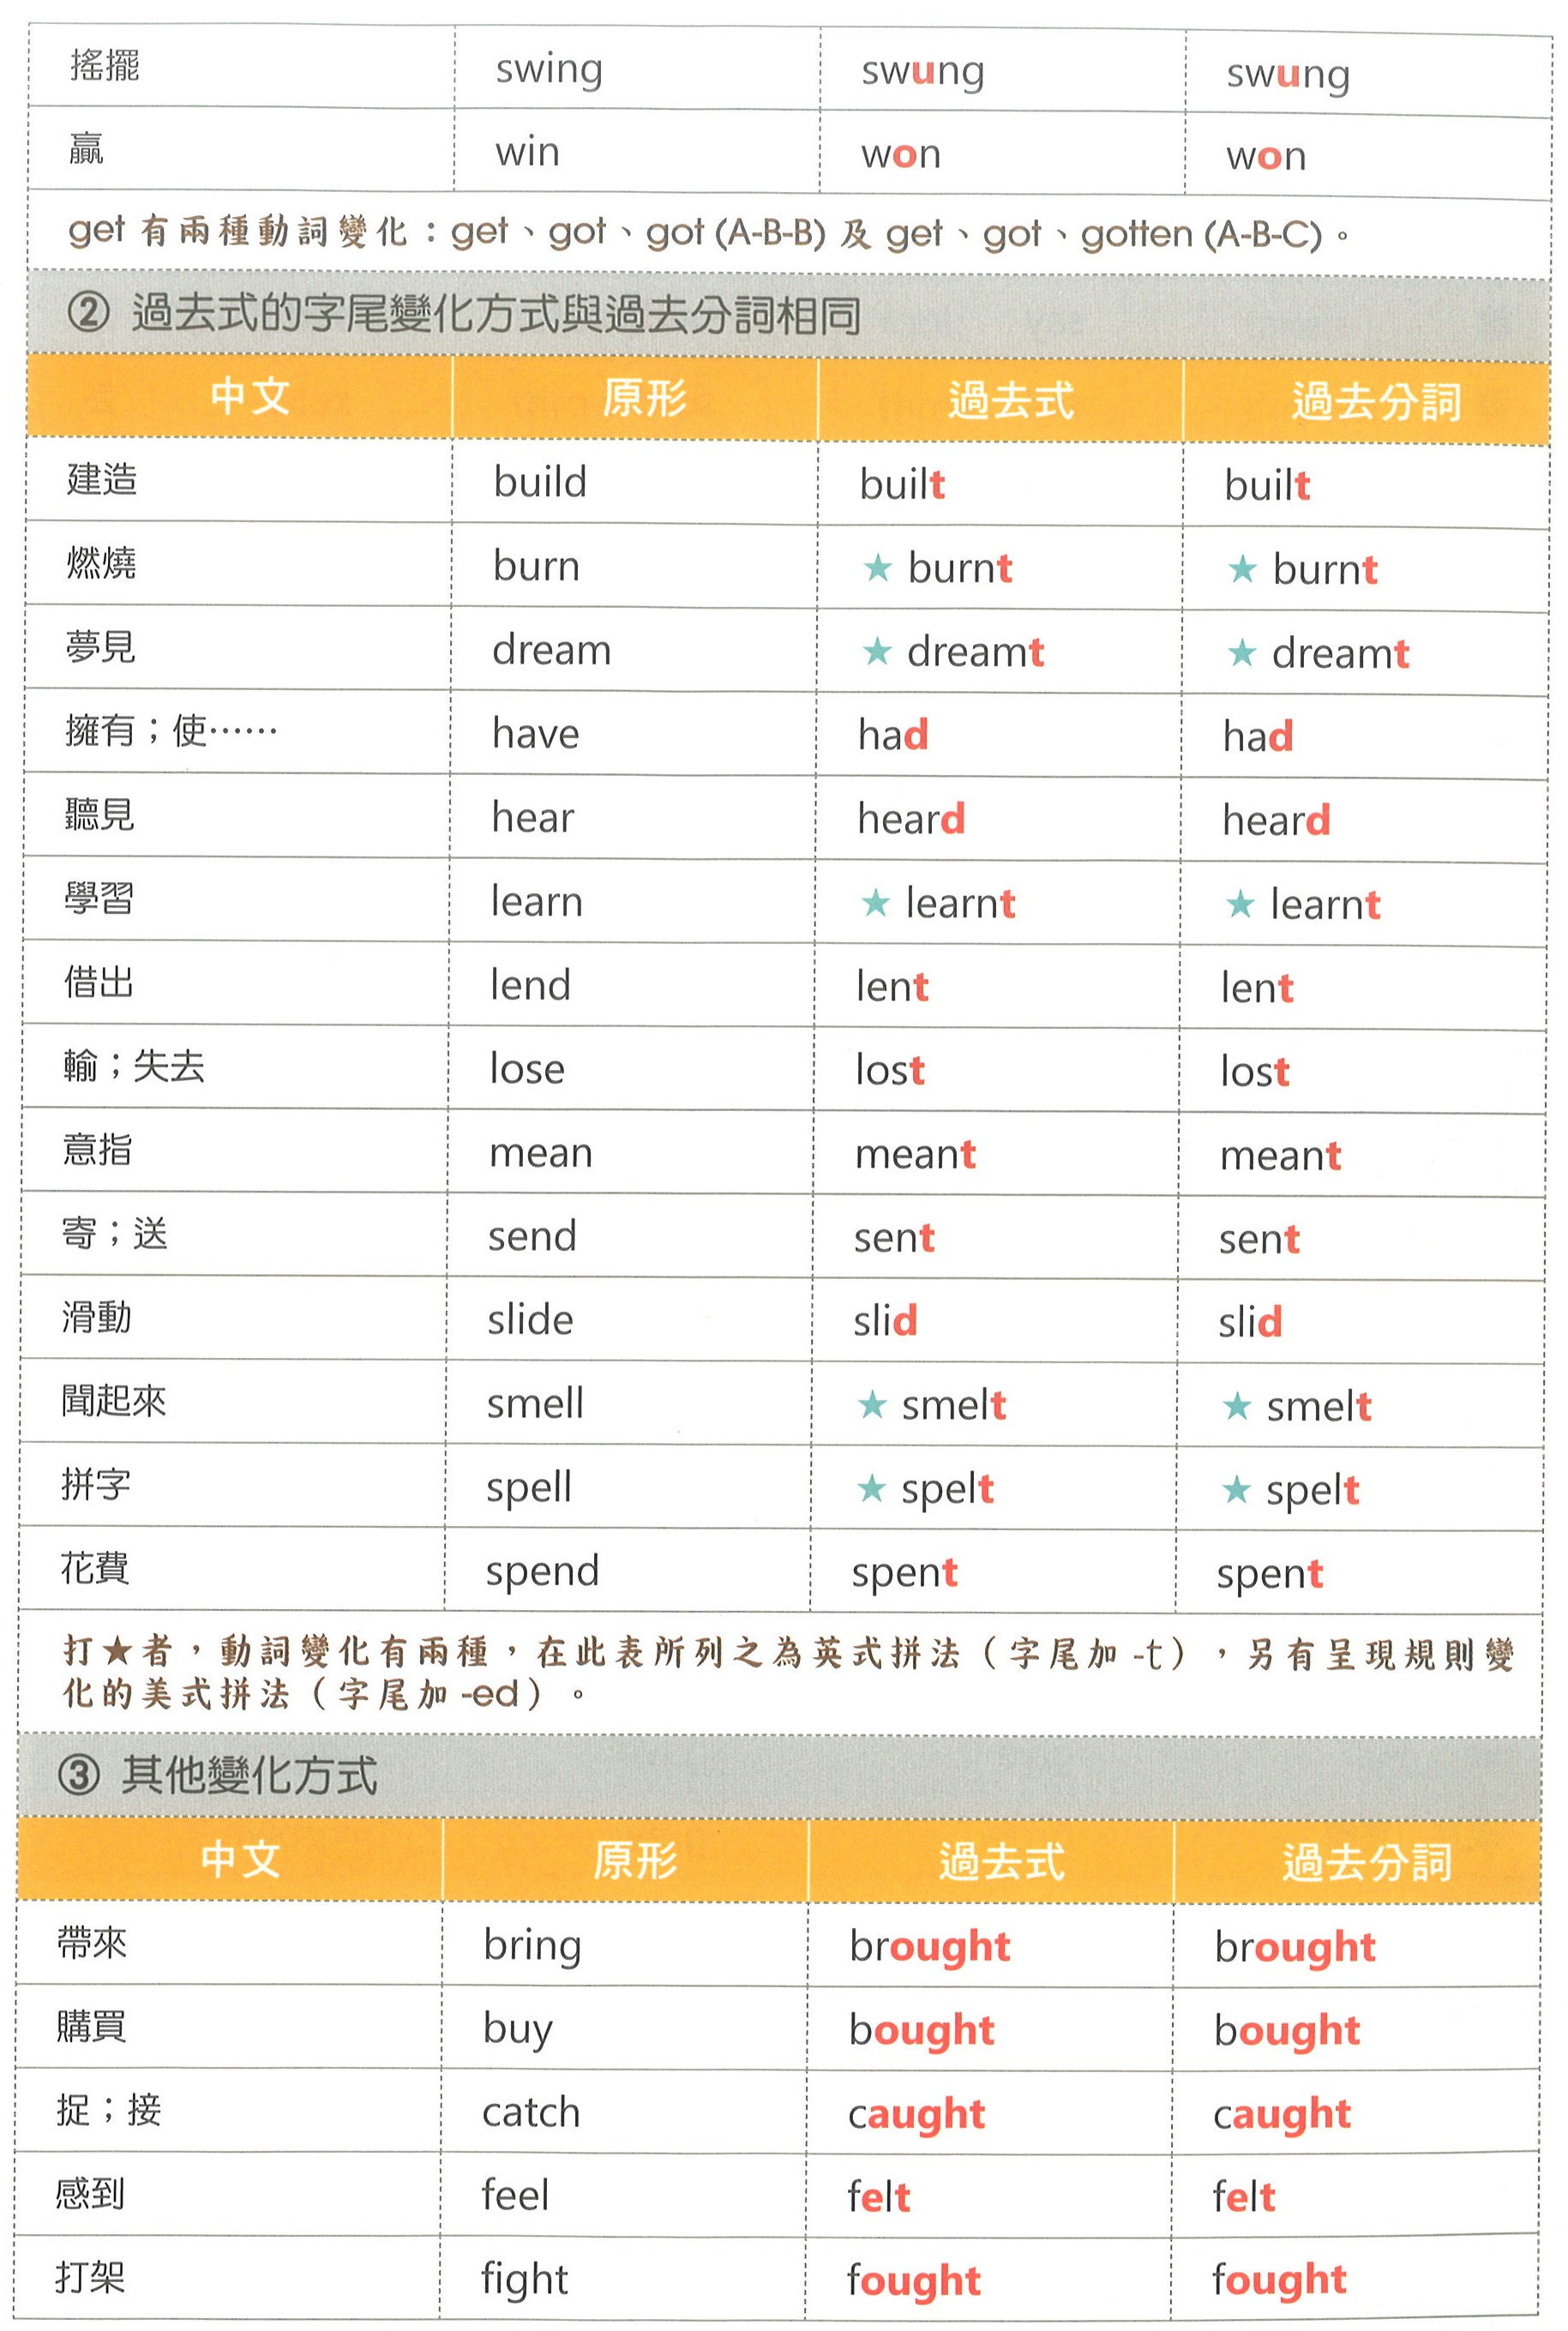 搖擺 swing swung swung
贏 win won won
get 有兩種動詞變化：get、got、got (A-B-B) 及 get、got、gotten (A-B-C)。
② 過去式的字尾變化方式與過去分詞相同
中文 原形 過去式 過去分詞
建造 build built built
燃燒 burn ★ burnt ★ burnt
夢見 dream ★ dreamt ★ dreamt
擁有；使⋯⋯ have had had
聽見 hear heard heard
學習 learn ★ learnt ★ learnt
借出 lend lent lent
輸；失去 lose lost lost
意指 mean meant meant
寄；送 send sent sent
滑動 slide slid slid
聞起來 smell ★ smelt ★ smelt
拼字 spell ★ spelt ★ spelt
花費 spend spent spent
打★者，動詞變化有兩種，在此表所列之為英式拼法（字尾加 -t），另有呈現規則變
化的美式拼法（字尾加 -ed）。
③ 其他變化方式
中文 原形 過去式 過去分詞
帶來 bring brought brought
購買 buy bought bought
捉；接 catch caught caught
感到 feel felt felt
打架 fight fought fought